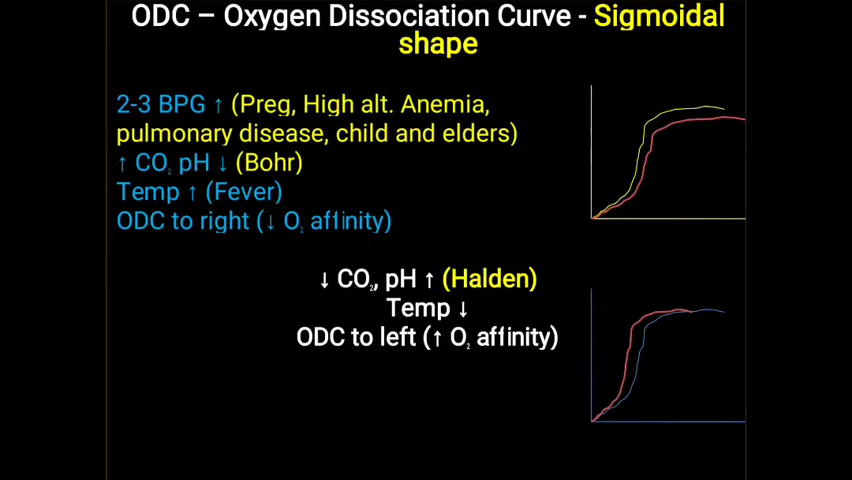 ODC – Oxygen Dissociation Curve - Sigmoidal
shape
2-3 BPG ↑ (Preg, High alt. Anemia,
pulmonary disease, child and elders)
↑ CO₂ pH ↓ (Bohr)
Temp ↑ (Fever)
ODC to right (↓ O₂ affinity)
↓ CO₂, pH ↑ (Halden)
Temp ↓
ODC to left (↑ O₂ affinity)